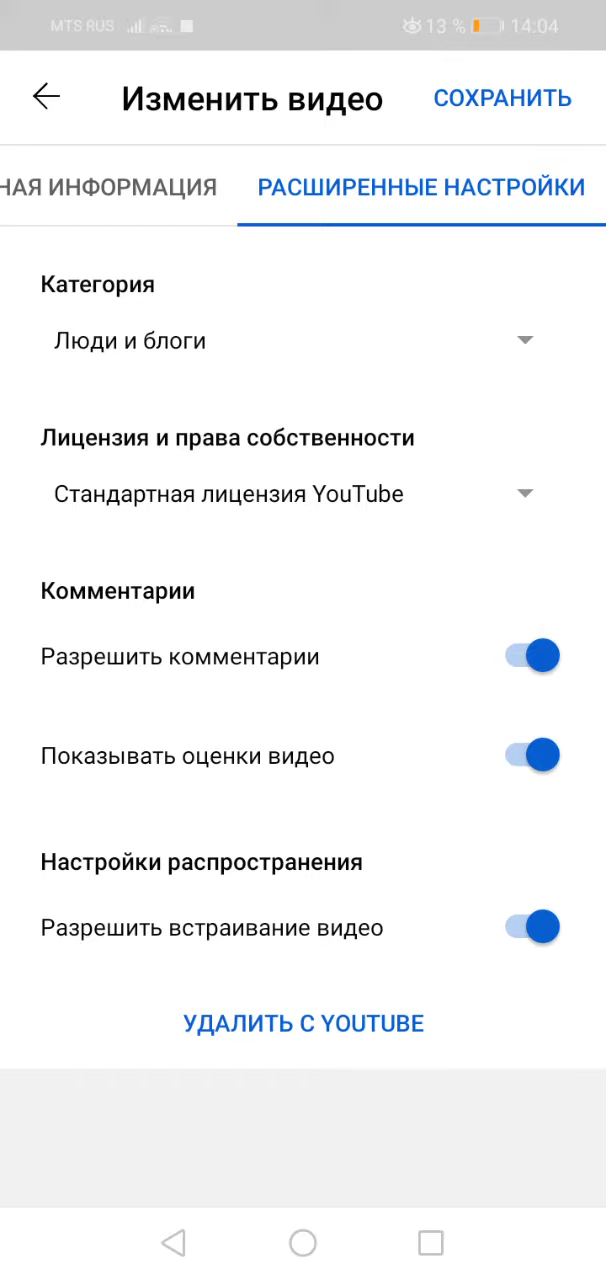 MTS RUS 13 % 14:04
Изменить видео СОХРАНИТЬ
НАЯ ИНФОРМАЦИЯ РАСШИРЕННЫЕ НАСТРОЙКИ
Категория
Люди и блоги
Лицензия и права собственности
Стандартная лицензия YouTube
Комментарии
Разрешить комментарии
Показывать оценки видео
Настройки распространения
Разрешить встраивание видео
УДАЛИТЬ С YOUTUBE